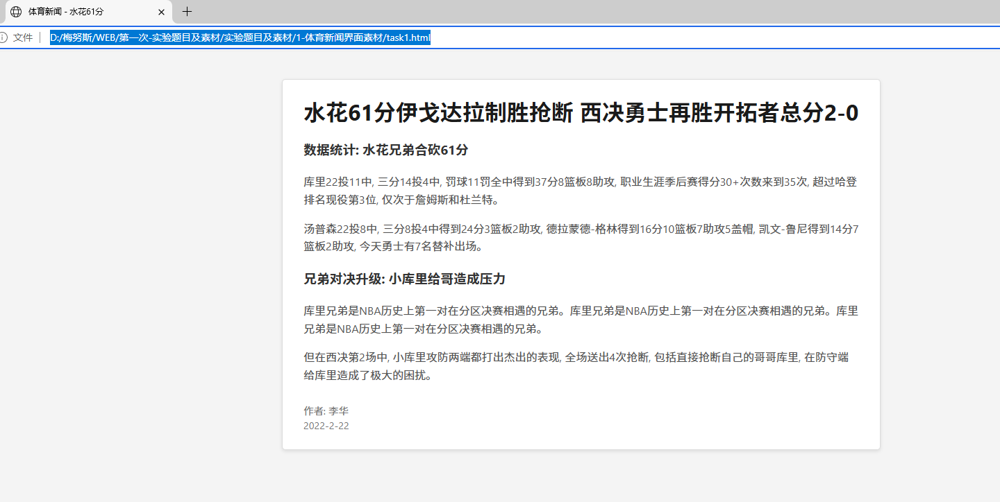 体育新闻 - 水花61分
文件
D:/梅努斯/WEB/第一次-实验题目及素材/实验题目及素材/1-体育新闻界面素材/task1.html
水花61分伊戈达拉制胜抢断 西决勇士再胜开拓者总分2-0
数据统计: 水花兄弟合砍61分
库里22投11中, 三分14投4中, 罚球11罚全中得到37分8篮板8助攻, 职业生涯季后赛得分30+次数来到35次, 超过哈登
排名现役第3位, 仅次于詹姆斯和杜兰特。
汤普森22投8中, 三分8投4中得到24分3篮板2助攻, 德拉蒙德-格林得到16分10篮板7助攻5盖帽, 凯文-鲁尼得到14分7
篮板2助攻, 今天勇士有7名替补出场。
兄弟对决升级: 小库里给哥造成压力
库里兄弟是NBA历史上第一对在分区决赛相遇的兄弟。库里兄弟是NBA历史上第一对在分区决赛相遇的兄弟。库里
兄弟是NBA历史上第一对在分区决赛相遇的兄弟。
但在西决第2场中, 小库里攻防两端都打出杰出的表现, 全场送出4次抢断, 包括直接抢断自己的哥哥库里, 在防守端
给库里造成了极大的困扰。
作者: 李华
2022-2-22